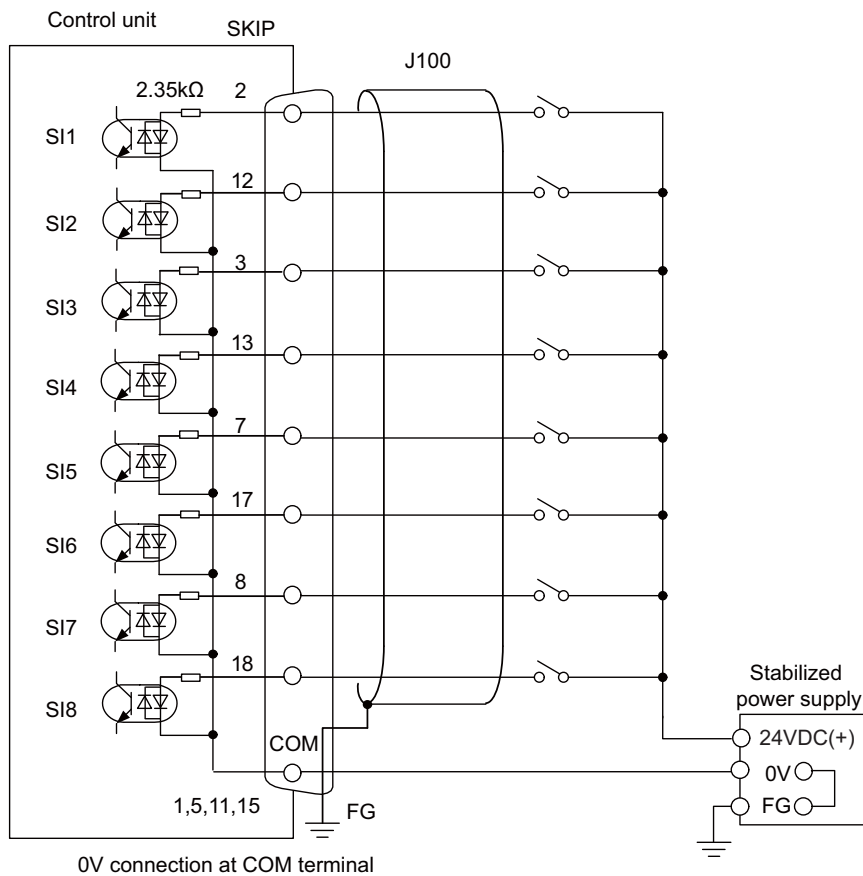 Control unit
SKIP
J100
2.35kΩ
2
SI1
12
SI2
3
SI3
13
SI4
7
SI5
17
SI6
8
SI7
18
SI8
Stabilized
power supply
24VDC(+)
COM
0V
1,5,11,15
FG
FG
0V connection at COM terminal